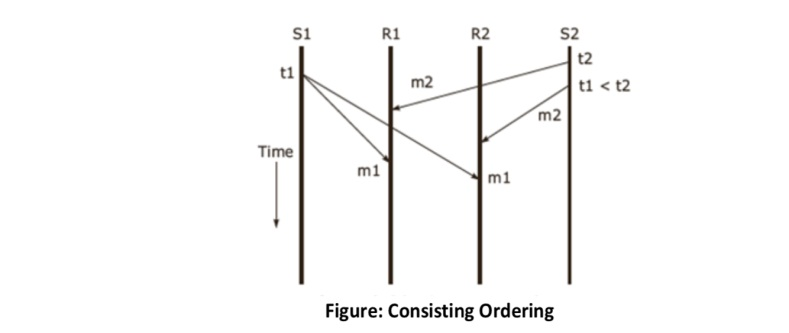 S1 R1 R2 S2
t2
t1
m2
t1 < t2
m2
Time
m1
m1
Figure: Consisting Ordering